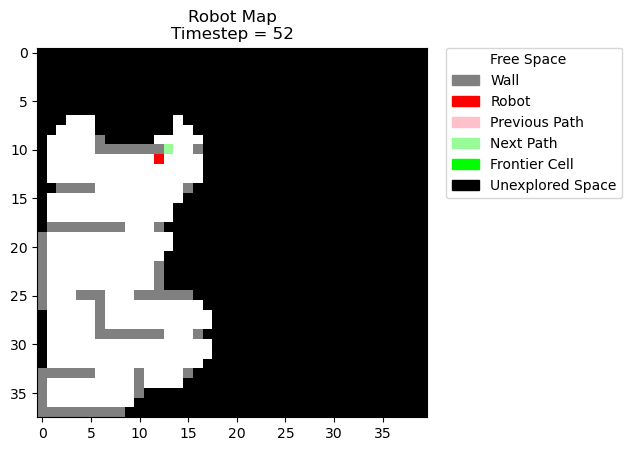 Robot Map
Timestep = 52
Free Space
Wall
Robot
Previous Path
Next Path
Frontier Cell
Unexplored Space
0
5
10
15
20
25
30
35
0 5 10 15 20 25 30 35